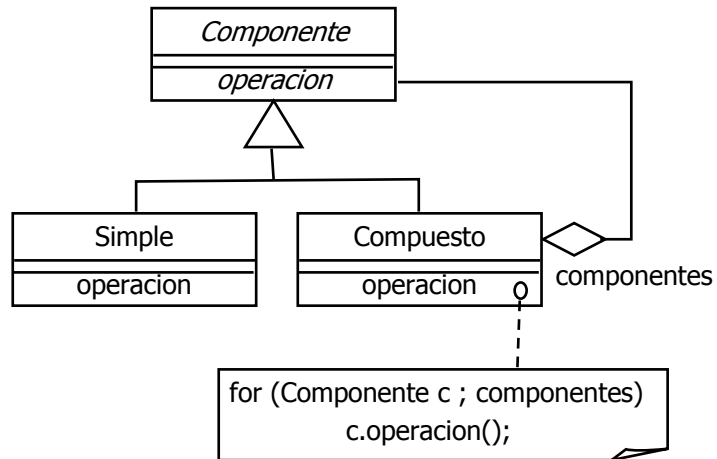 Componente
operacion
Simple
operacion
Compuesto
operacion
componentes
for (Componente c ; componentes)
c.operacion();